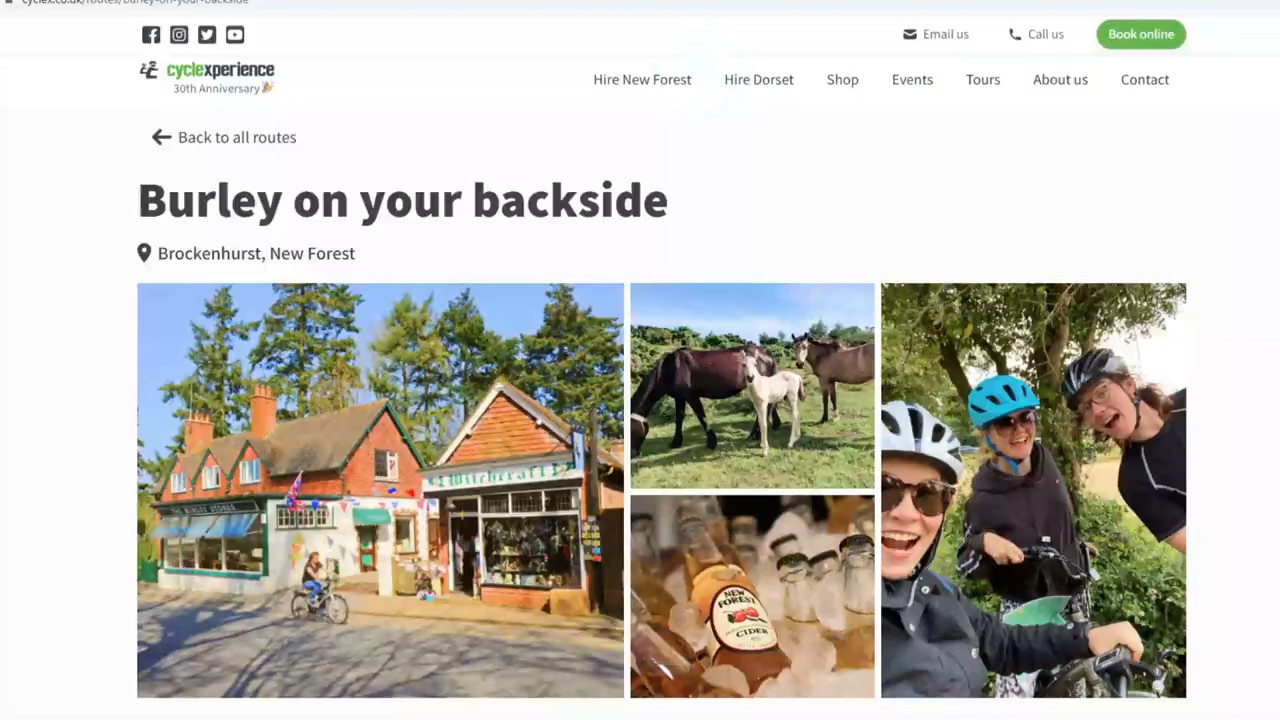 Email us
Call us
Book online
cyclexperience
30th Anniversary
Hire New Forest
Hire Dorset
Shop
Events
Tours
About us
Contact
Back to all routes
Burley on your backside
Brockenhurst, New Forest
Witchcraft
NEW
FOREST
CIDER